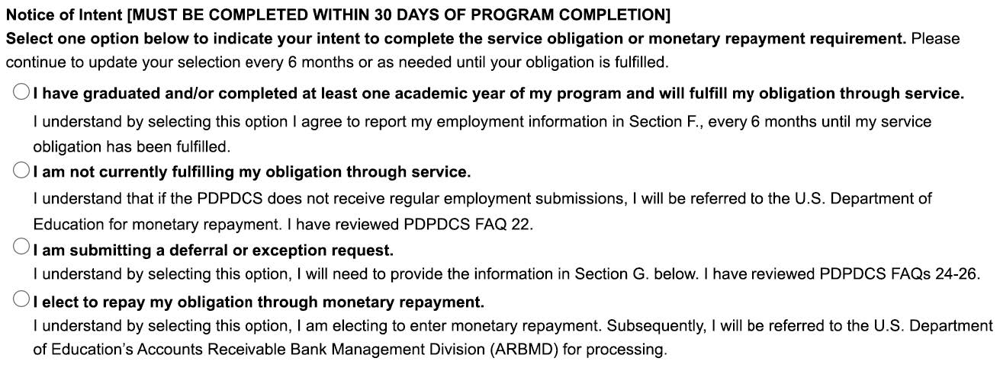 Notice of Intent [MUST BE COMPLETED WITHIN 30 DAYS OF PROGRAM COMPLETION]
Select one option below to indicate your intent to complete the service obligation or monetary repayment requirement. Please
continue to update your selection every 6 months or as needed until your obligation is fulfilled.
I have graduated and/or completed at least one academic year of my program and will fulfill my obligation through service.
I understand by selecting this option I agree to report my employment information in Section F., every 6 months until my service
obligation has been fulfilled.
I am not currently fulfilling my obligation through service.
I understand that if the PDPDCS does not receive regular employment submissions, I will be referred to the U.S. Department of
Education for monetary repayment. I have reviewed PDPDCS FAQ 22.
I am submitting a deferral or exception request.
I understand by selecting this option, I will need to provide the information in Section G. below. I have reviewed PDPDCS FAQs 24-26.
I elect to repay my obligation through monetary repayment.
I understand by selecting this option, I am electing to enter monetary repayment. Subsequently, I will be referred to the U.S. Department
of Education's Accounts Receivable Bank Management Division (ARBMD) for processing.